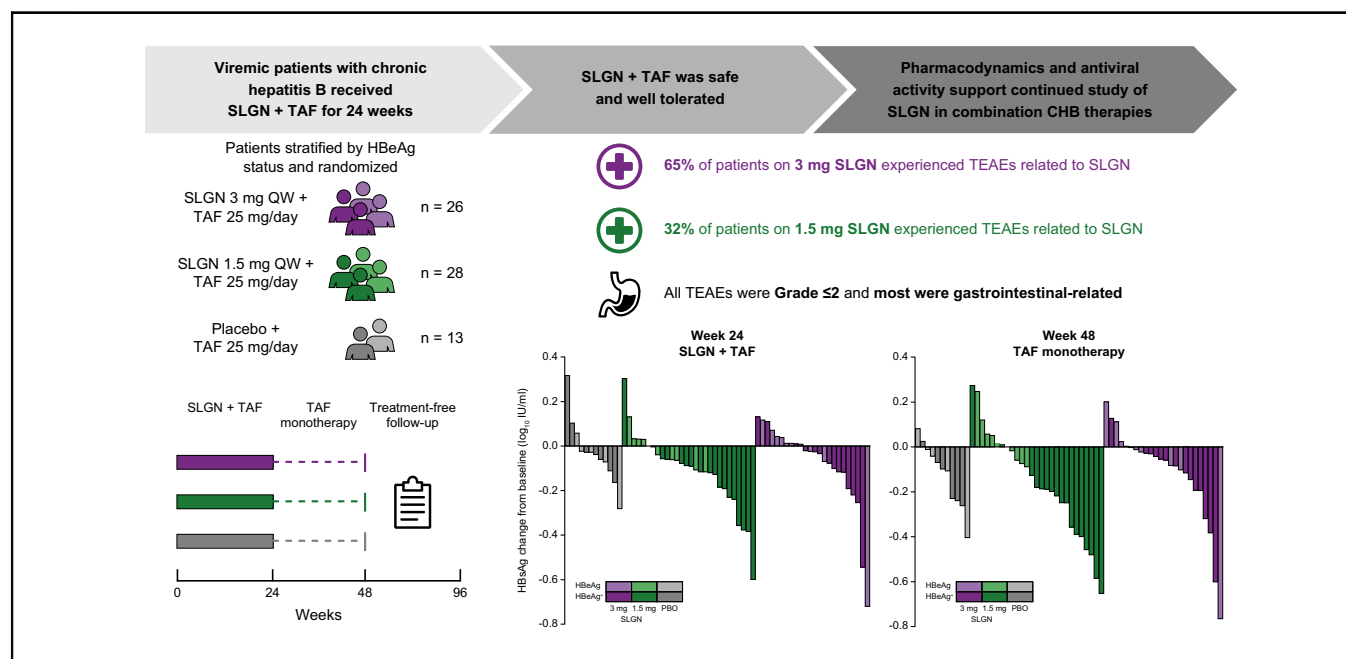 Viremic patients with chronic
hepatitis B received
SLGN + TAF for 24 weeks
SLGN + TAF was safe
and well tolerated
Pharmacodynamics and antiviral
activity support continued study of
SLGN in combination CHB therapies
Patients stratified by HBeAg
status and randomized
SLGN 3 mg QW +
TAF 25 mg/day
n = 26
SLGN 1.5 mg QW +
TAF 25 mg/day
n = 28
Placebo +
TAF 25 mg/day
n = 13
SLGN + TAF
TAF
monotherapy
Treatment-free
follow-up
0 24 48 96
Weeks
65% of patients on 3 mg SLGN experienced TEAEs related to SLGN
32% of patients on 1.5 mg SLGN experienced TEAEs related to SLGN
All TEAEs were Grade ≤2 and most were gastrointestinal-related
Week 24
SLGN + TAF
HBsAg change from baseline (log10 IU/ml)
0.4
0.2
0.0
-0.2
-0.4
-0.6
-0.8
HBeAg
HBeAg+
3 mg 1.5 mg PBO
SLGN
Week 48
TAF monotherapy
0.4
0.2
0.0
-0.2
-0.4
-0.6
-0.8
HBeAg
HBeAg+
3 mg 1.5 mg PBO
SLGN